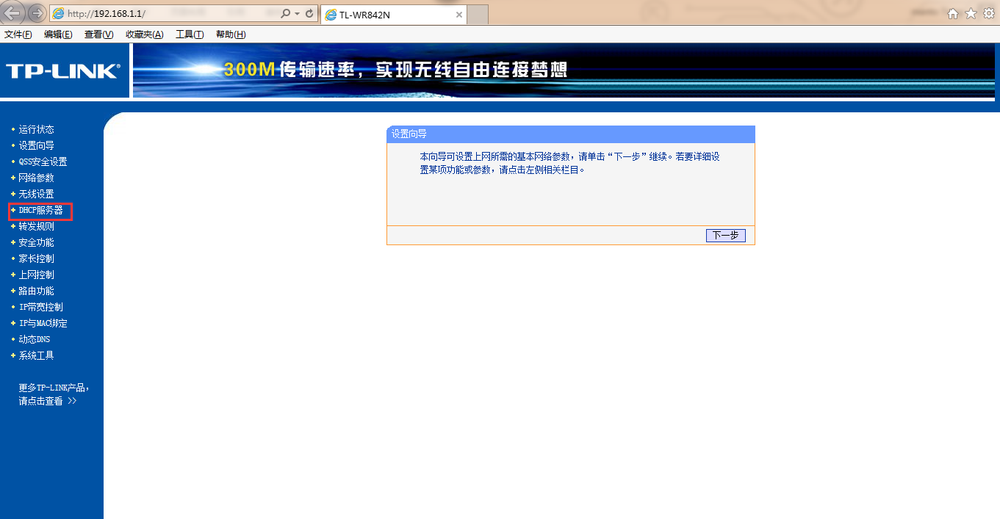 http://192.168.1.1/
TL-WR842N
文件(F) 编辑(E) 查看(V) 收藏夹(A) 工具(T) 帮助(H)
TP-LINK®
300M传输速率，实现无线自由连接梦想
运行状态
设置向导
QSS安全设置
网络参数
无线设置
DHCP服务器
转发规则
安全功能
家长控制
上网控制
路由功能
IP带宽控制
IP与MAC绑定
动态DNS
系统工具
更多TP-LINK产品，
请点击查看 >>
设置向导
本向导可设置上网所需的基本网络参数，请单击“下一步”继续。若要详细设
置某项功能或参数，请点击左侧相关栏目。
下一步